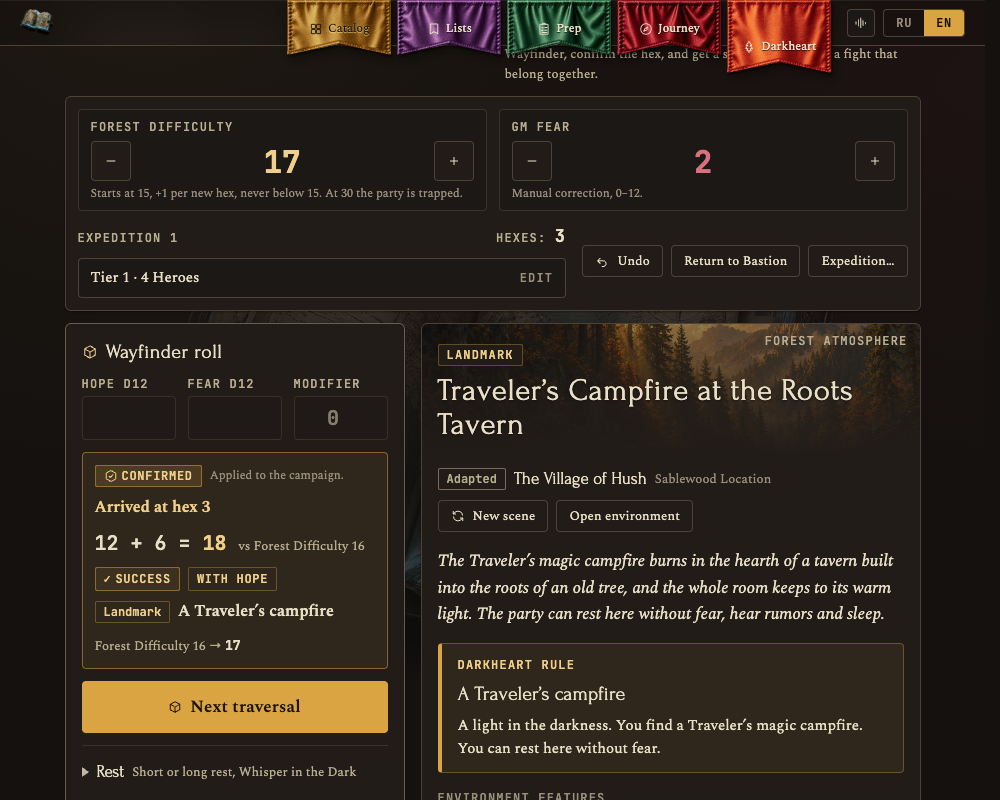 Catalog
Lists
Prep
Journey
Darkheart
RU
EN
Wayfinder, confirm the hex, and get a a fight that
belong together.
FOREST DIFFICULTY
−
17
+
Starts at 15, +1 per new hex, never below 15. At 30 the party is trapped.
GM FEAR
−
2
+
Manual correction, 0–12.
EXPEDITION 1
HEXES: 3
Tier 1 · 4 Heroes
EDIT
Undo
Return to Bastion
Expedition…
Wayfinder roll
HOPE D12
FEAR D12
MODIFIER
0
CONFIRMED
Applied to the campaign.
Arrived at hex 3
12 + 6 = 18 vs Forest Difficulty 16
✓ SUCCESS
WITH HOPE
Landmark
A Traveler’s campfire
Forest Difficulty 16 → 17
Next traversal
Rest
Short or long rest, Whisper in the Dark
FOREST ATMOSPHERE
LANDMARK
Traveler’s Campfire at the Roots
Tavern
Adapted
The Village of Hush
Sablewood Location
New scene
Open environment
The Traveler’s magic campfire burns in the hearth of a tavern built
into the roots of an old tree, and the whole room keeps to its warm
light. The party can rest here without fear, hear rumors and sleep.
DARKHEART RULE
A Traveler’s campfire
A light in the darkness. You find a Traveler’s magic campfire.
You can rest here without fear.
ENVIRONMENT FEATURES